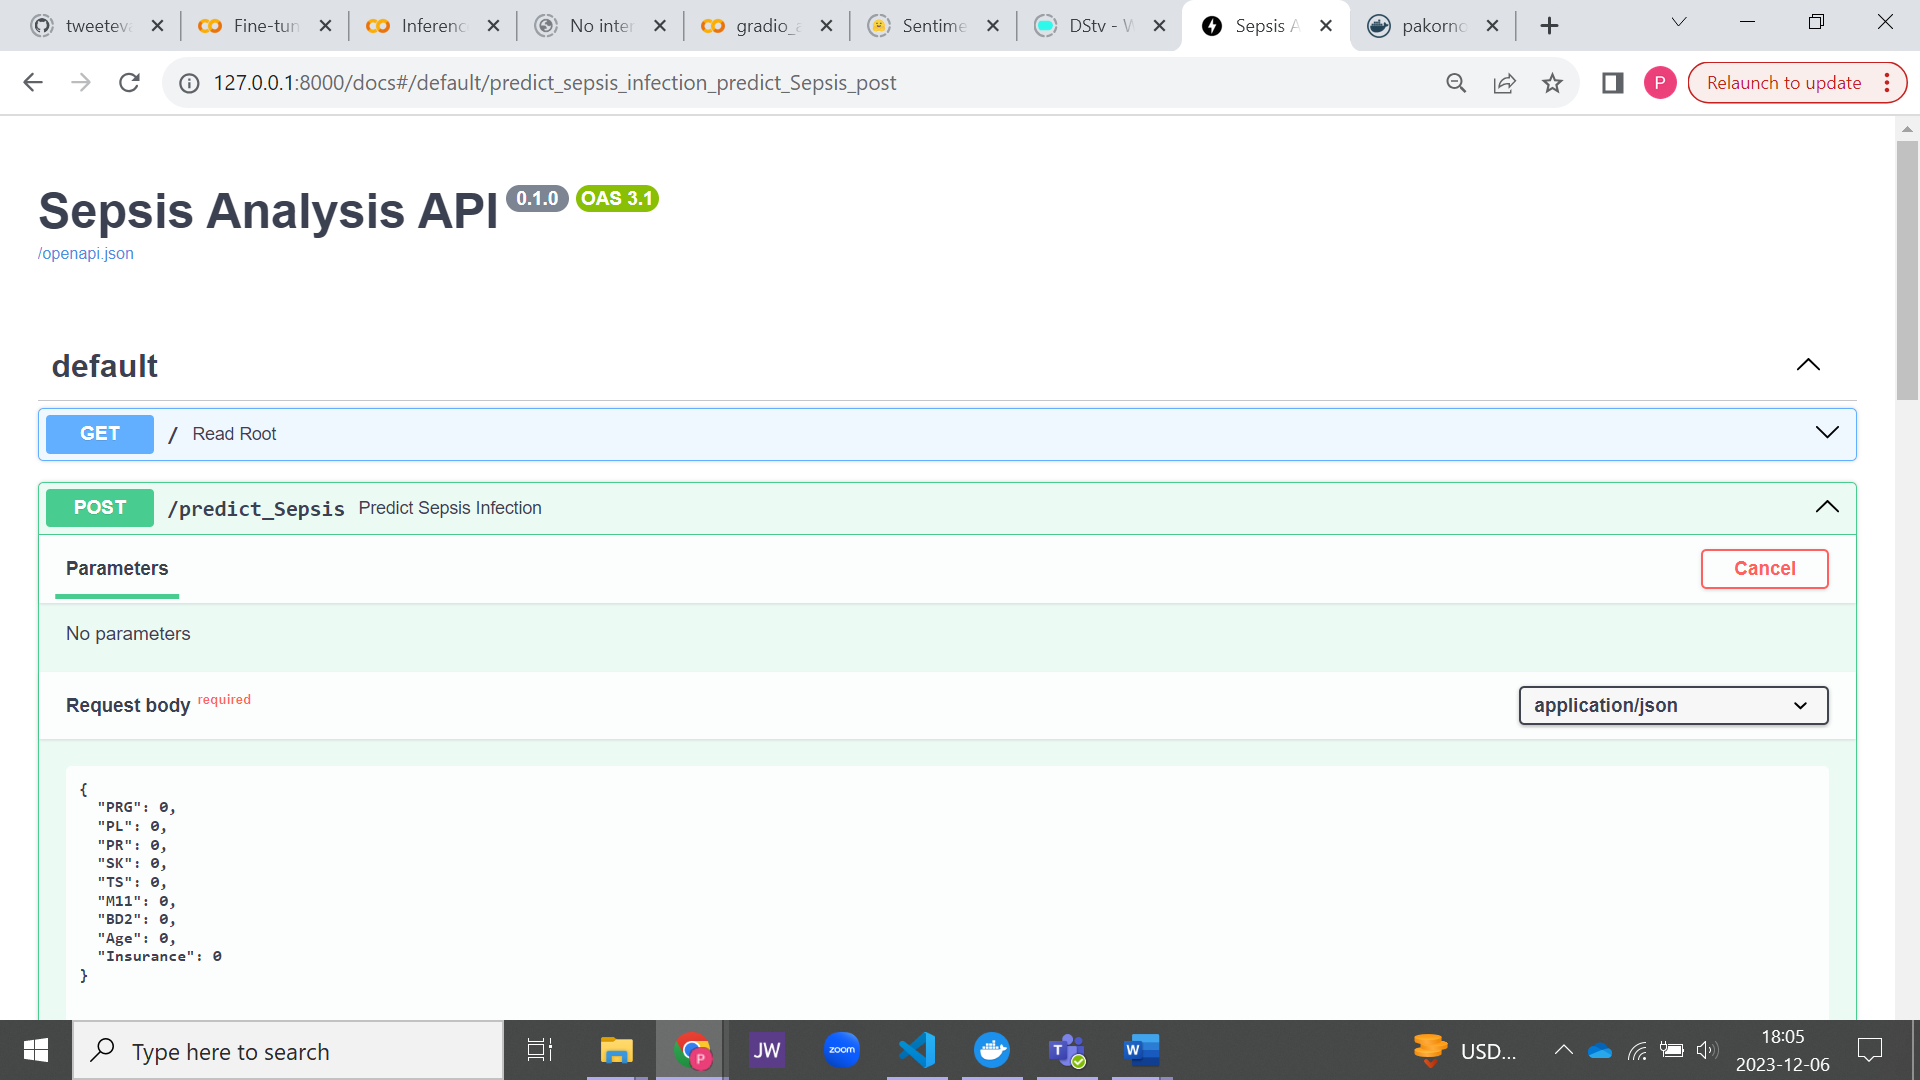 tweeteva
Fine-tun
Inference
No inter
gradio_a
Sentime
DStv - W
Sepsis A
pakorno
127.0.0.1:8000/docs#/default/predict_sepsis_infection_predict_Sepsis_post
P
Relaunch to update
Sepsis Analysis API 0.1.0 OAS 3.1
/openapi.json
default
GET / Read Root
POST /predict_Sepsis Predict Sepsis Infection
Parameters
Cancel
No parameters
Request body required
application/json
{
"PRG": 0,
"PL": 0,
"PR": 0,
"SK": 0,
"TS": 0,
"M11": 0,
"BD2": 0,
"Age": 0,
"Insurance": 0
}
Type here to search
P
JW
zoom
T
W
USD...
18:05
2023-12-06